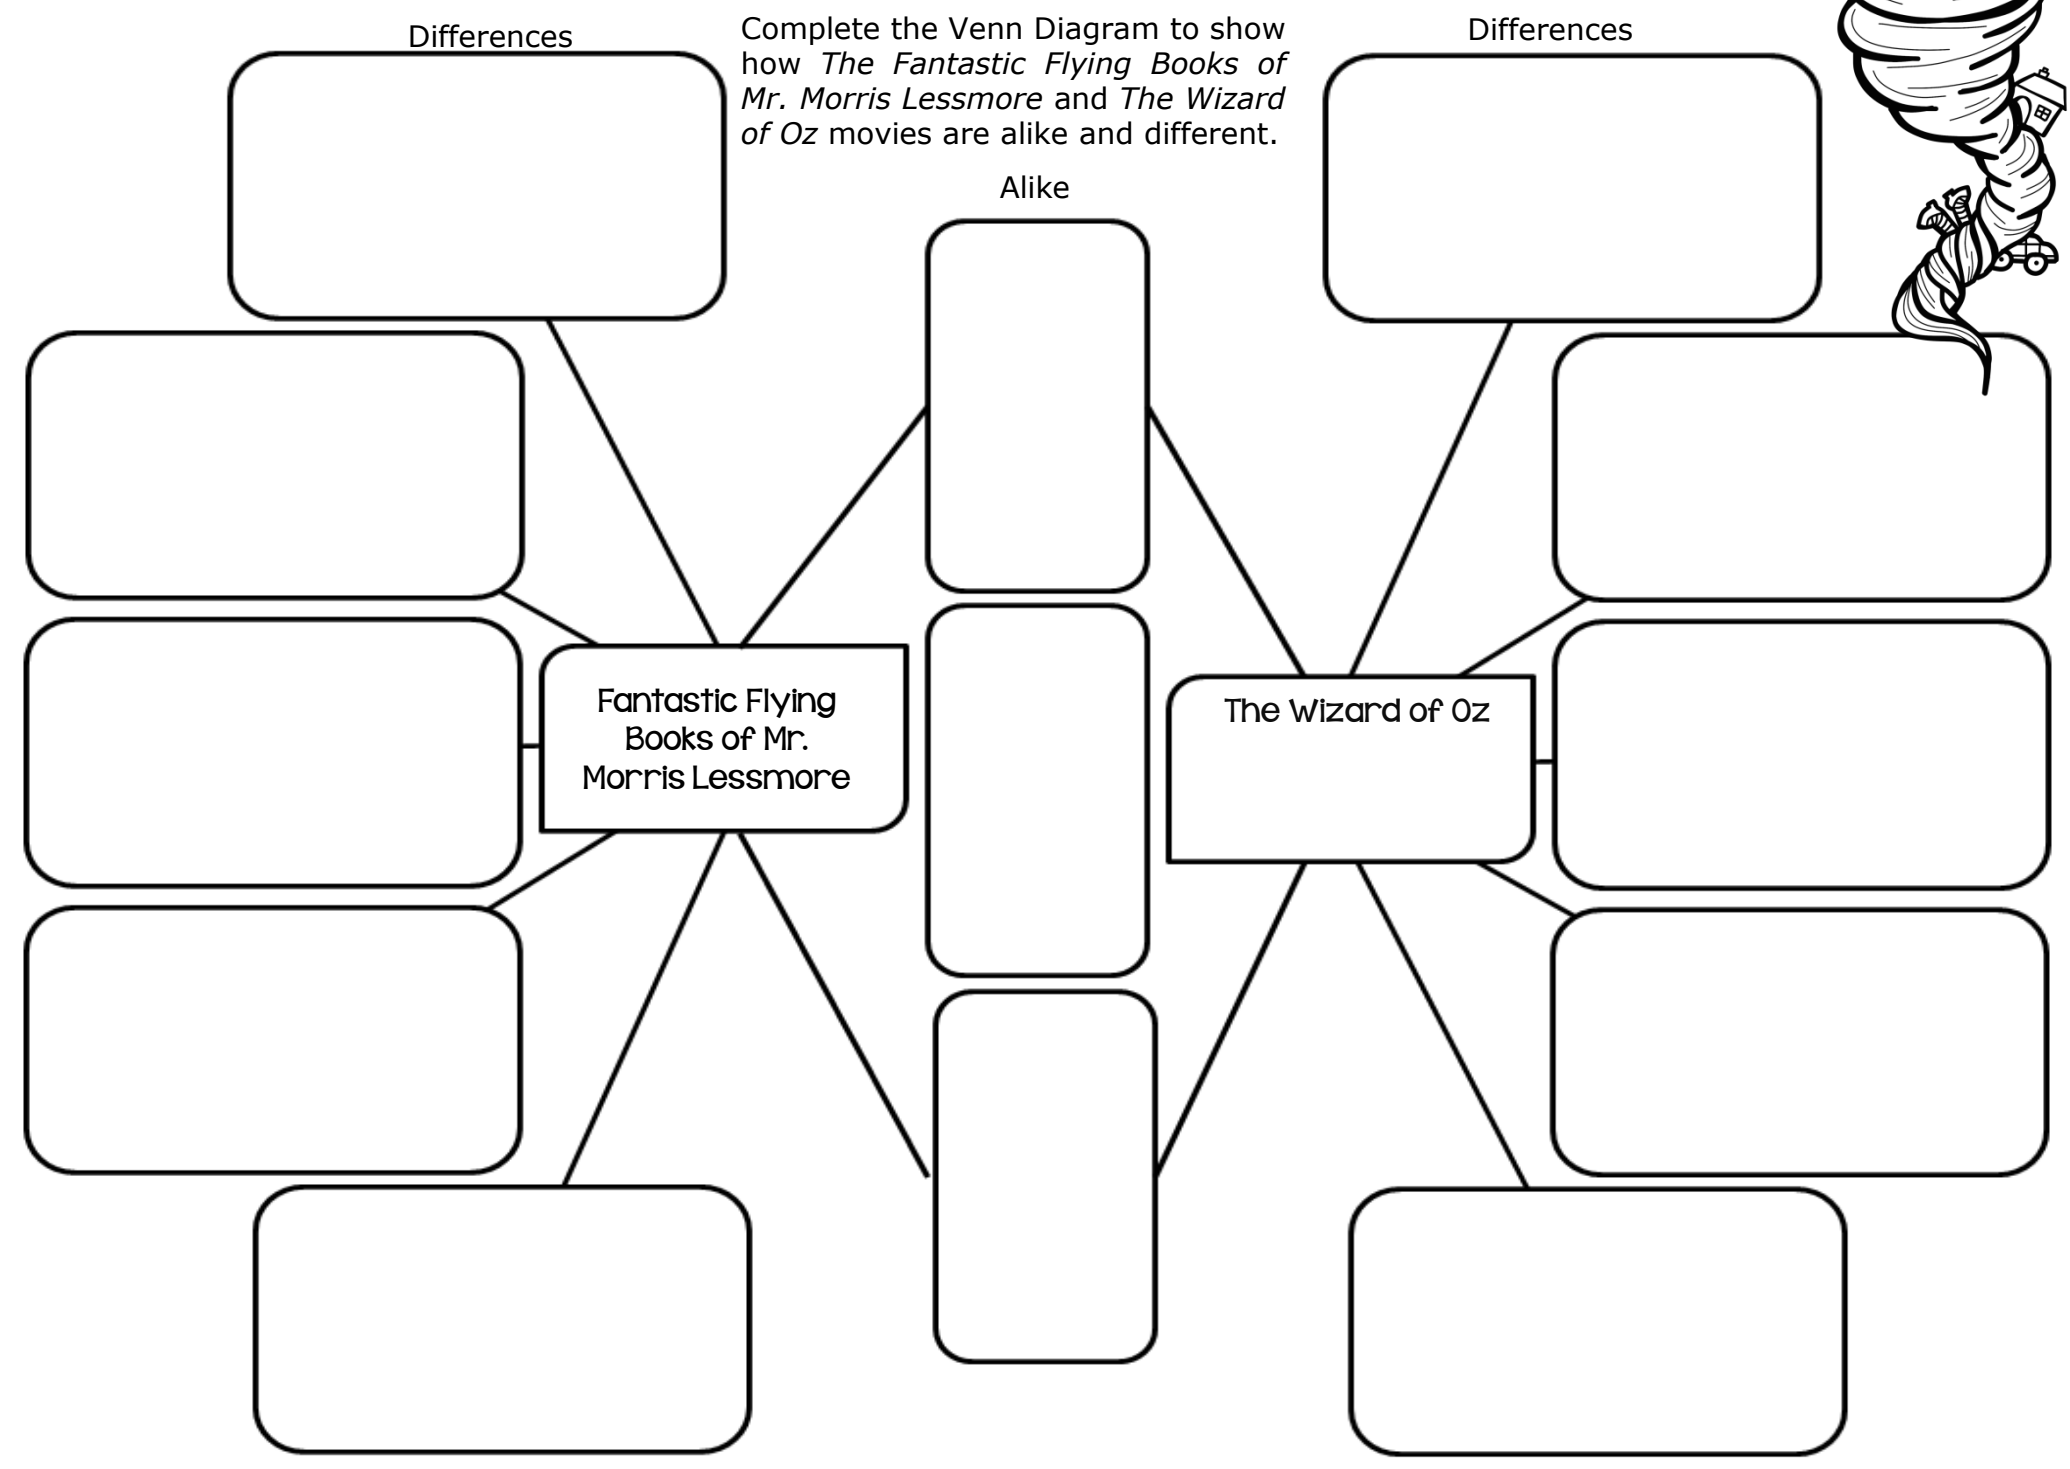 Differences
Complete the Venn Diagram to show
how The Fantastic Flying Books of
Mr. Morris Lessmore and The Wizard
of Oz movies are alike and different.
Differences
Alike
Fantastic Flying
Books of Mr.
Morris Lessmore
The Wizard of Oz